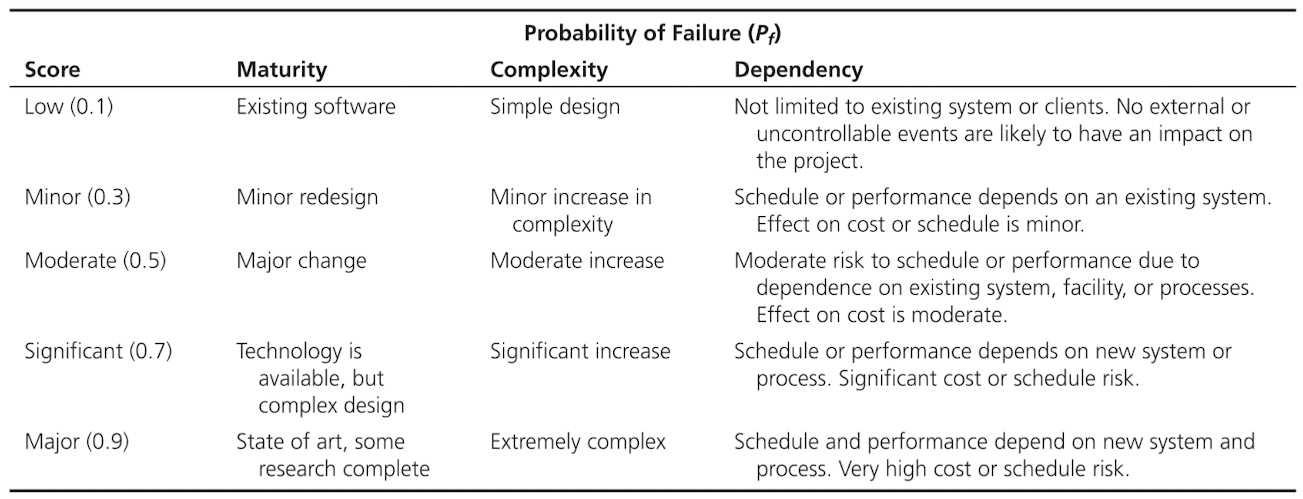 Probability of Failure (Pf)
Score Maturity Complexity Dependency
Low (0.1) Existing software Simple design Not limited to existing system or clients. No external or
uncontrollable events are likely to have an impact on
the project.
Minor (0.3) Minor redesign Minor increase in Schedule or performance depends on an existing system.
complexity Effect on cost or schedule is minor.
Moderate (0.5) Major change Moderate increase Moderate risk to schedule or performance due to
dependence on existing system, facility, or processes.
Effect on cost is moderate.
Significant (0.7) Technology is Significant increase Schedule or performance depends on new system or
available, but process. Significant cost or schedule risk.
complex design
Major (0.9) State of art, some Extremely complex Schedule and performance depend on new system and
research complete process. Very high cost or schedule risk.